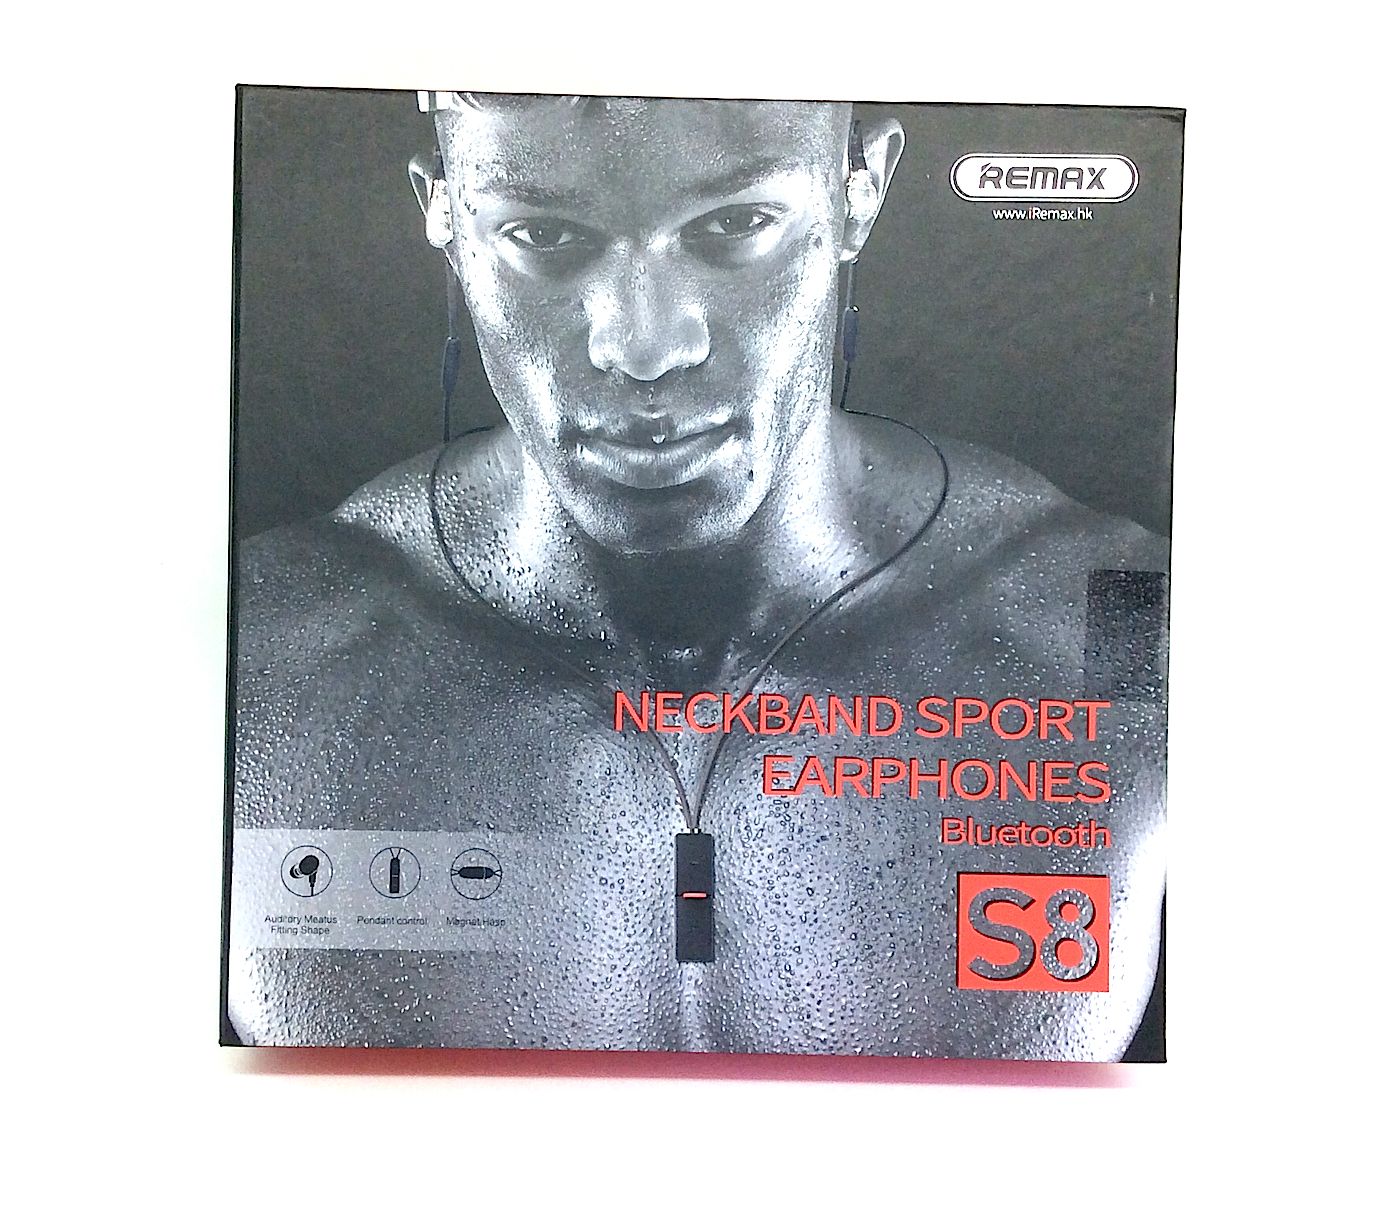 REMAX
www.iRemax.hk
NECKBAND SPORT
EARPHONES
Bluetooth
S8
Auditory Meatus
Fitting Shape
Pendant control
Magnet Hasp